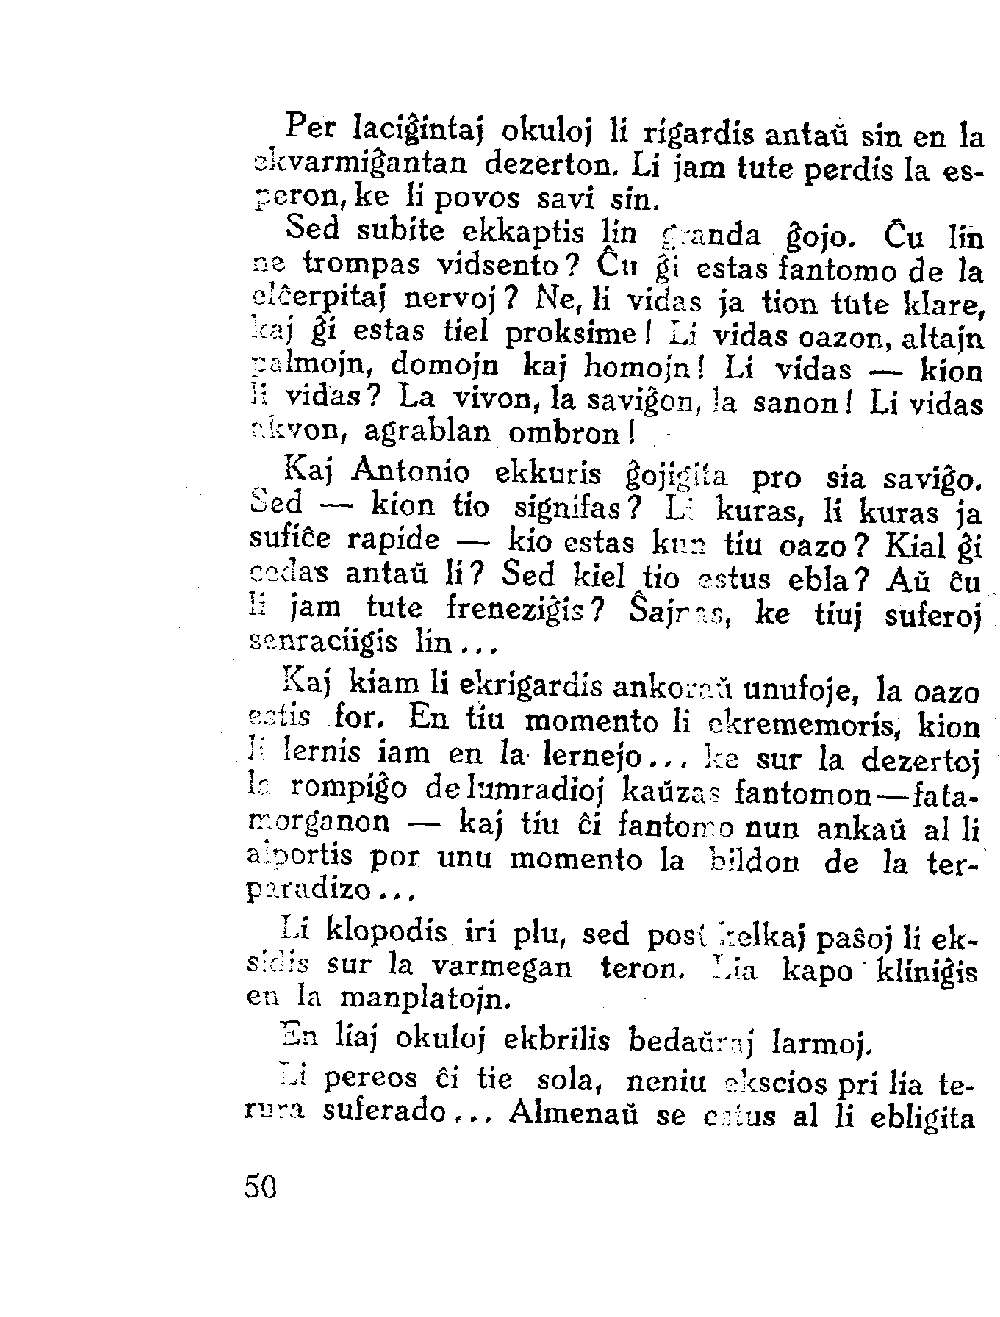 Per laciĝintaj okuloj li rigardis antaŭ sin en la
ekvarmiĝantan dezerton. Li jam tute perdis la es-
peron, ke li povos savi sin.
Sed subite ekkaptis lin granda ĝojo. Ĉu lin
ne trompas vidsento? Ĉu ĝi estas fantomo de la
elĉerpitaj nervoj? Ne, li vidas ja tion tute klare,
kaj ĝi estas tiel proksime! Li vidas oazon, altajn
palmojn, domojn kaj homojn! Li vidas — kion
li vidas? La vivon, la saviĝon, la sanon! Li vidas
akvon, agrablan ombron!
Kaj Antonio ekkuris ĝojigita pro sia saviĝo.
Sed — kion tio signifas? Li kuras, li kuras ja
sufiĉe rapide — kio estas kun tiu oazo? Kial ĝi
cedas antaŭ li? Sed kiel tio estus ebla? Aŭ ĉu
li jam tute freneziĝis? Ŝajnas, ke tiuj suferoj
senraciigis lin...
Kaj kiam li ekrigardis ankoraŭ unufoje, la oazo
estis for. En tiu momento li ekrememoris, kion
li lernis iam en la lernejo... ke sur la dezertoj
la rompiĝo de lumradioj kaŭzas fantomon—fata-
morganon — kaj tiu ĉi fantomo nun ankaŭ al li
alportis por unu momento la bildon de la ter-
paradizo...
Li klopodis iri plu, sed post kelkaj paŝoj li ek-
sidis sur la varmegan teron. Lia kapo kliniĝis
en la manplatojn.
En liaj okuloj ekbrilis bedaŭraj larmoj.
Li pereos ĉi tie sola, neniu ekscios pri lia te-
rura suferado... Almenaŭ se estus al li ebligita
50